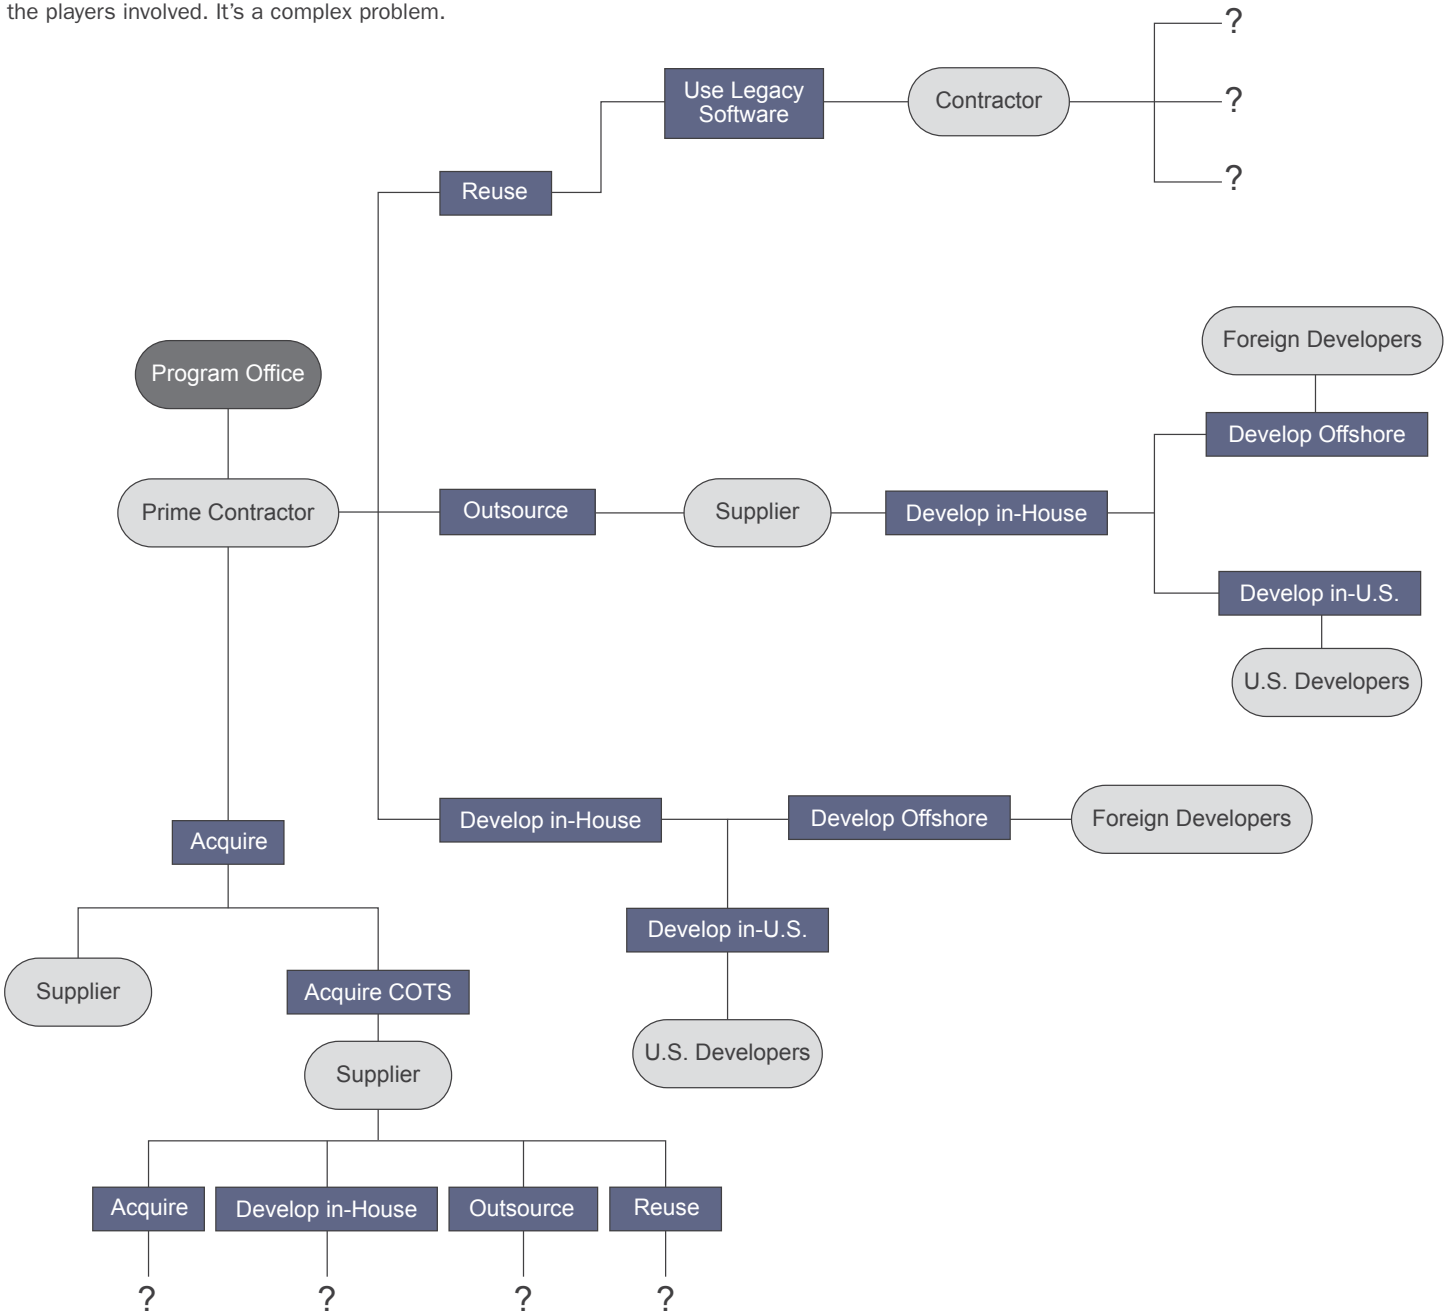 the players involved. It’s a complex problem.
?
Use Legacy
Software
Contractor
?
?
Reuse
Foreign Developers
Program Office
Develop Offshore
Prime Contractor
Outsource
Supplier
Develop in-House
Develop in-U.S.
U.S. Developers
Develop in-House
Develop Offshore
Foreign Developers
Acquire
Develop in-U.S.
Supplier
Acquire COTS
U.S. Developers
Supplier
Acquire
Develop in-House
Outsource
Reuse
?
?
?
?